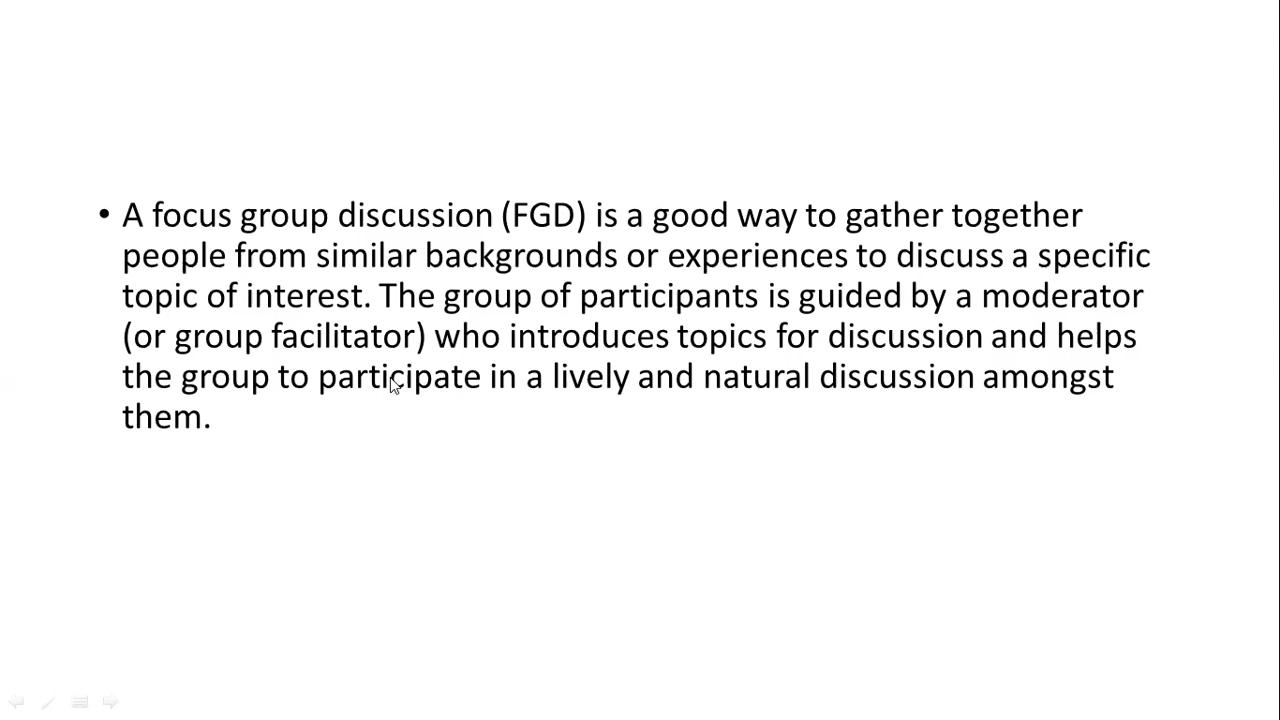 • A focus group discussion (FGD) is a good way to gather together
people from similar backgrounds or experiences to discuss a specific
topic of interest. The group of participants is guided by a moderator
(or group facilitator) who introduces topics for discussion and helps
the group to participate in a lively and natural discussion amongst
them.